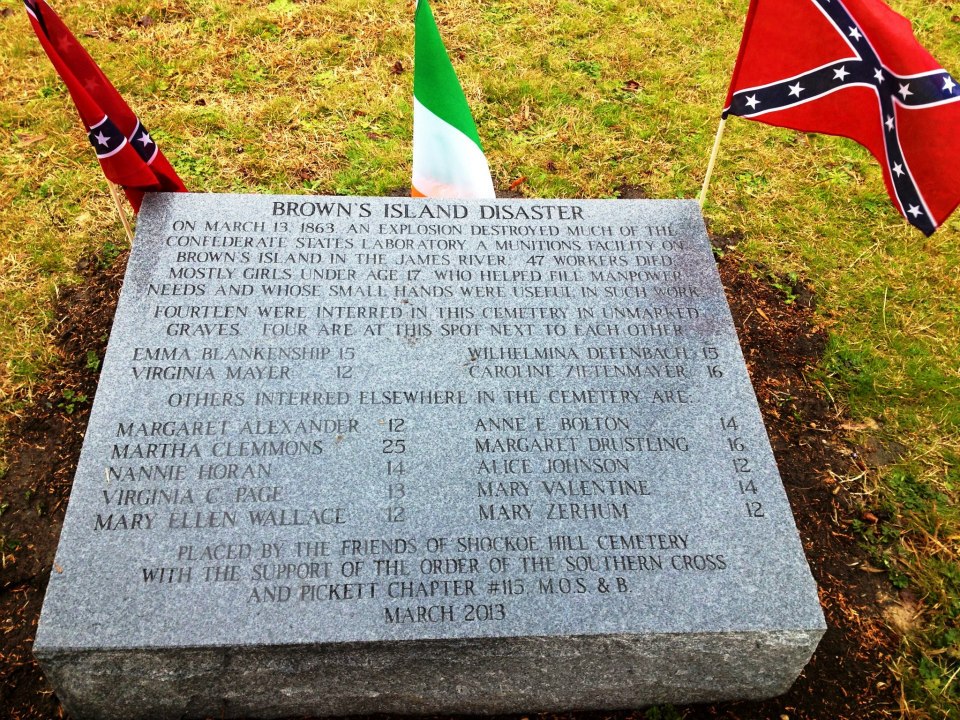 BROWN'S ISLAND DISASTER
ON MARCH 13, 1863, AN EXPLOSION DESTROYED MUCH OF THE
CONFEDERATE STATES LABORATORY, A MUNITIONS FACILITY ON
BROWN'S ISLAND IN THE JAMES RIVER. 47 WORKERS DIED,
MOSTLY GIRLS UNDER AGE 17, WHO HELPED FILL MANPOWER
NEEDS AND WHOSE SMALL HANDS WERE USEFUL IN SUCH WORK.
FOURTEEN WERE INTERRED IN THIS CEMETERY IN UNMARKED
GRAVES. FOUR ARE AT THIS SPOT NEXT TO EACH OTHER:
EMMA BLANKENSHIP 15 WILHELMINA DEFENBACH 15
VIRGINIA MAYER 12 CAROLINE ZIETENMAYER 16
OTHERS INTERRED ELSEWHERE IN THE CEMETERY ARE:
MARGARET ALEXANDER 12 ANNE E. BOLTON 14
MARTHA CLEMMONS 25 MARGARET DRUSTLING 16
NANNIE HORAN 14 ALICE JOHNSON 12
VIRGINIA C. PAGE 13 MARY VALENTINE 14
MARY ELLEN WALLACE 12 MARY ZERHUM 12
PLACED BY THE FRIENDS OF SHOCKOE HILL CEMETERY
WITH THE SUPPORT OF THE ORDER OF THE SOUTHERN CROSS
AND PICKETT CHAPTER #115, M.O.S. & B.
MARCH 2013